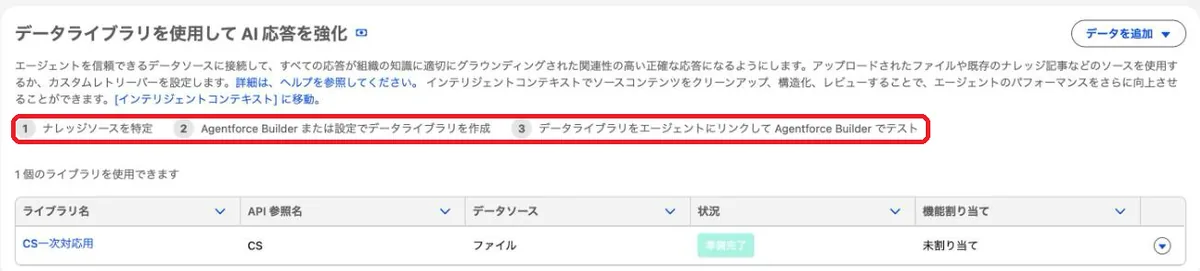 データライブラリを使用して AI 応答を強化
データを追加
エージェントを信頼できるデータソースに接続して、すべての応答が組織の知識に適切にグラウンディングされた関連性の高い正確な応答になるようにします。アップロードされたファイルや既存のナレッジ記事などのソースを使用す
るか、カスタムレトリーバーを設定します。詳細は、ヘルプを参照してください。 インテリジェントコンテキストでソースコンテンツをクリーンアップ、構造化、レビューすることで、エージェントのパフォーマンスをさらに向上させ
ることができます。[インテリジェントコンテキスト] に移動。
1 ナレッジソースを特定 2 Agentforce Builder または設定でデータライブラリを作成 3 データライブラリをエージェントにリンクして Agentforce Builder でテスト
1 個のライブラリを使用できます
ライブラリ名 API 参照名 データソース 状況 機能割り当て
CS一次対応用 CS ファイル 準備完了 未割り当て